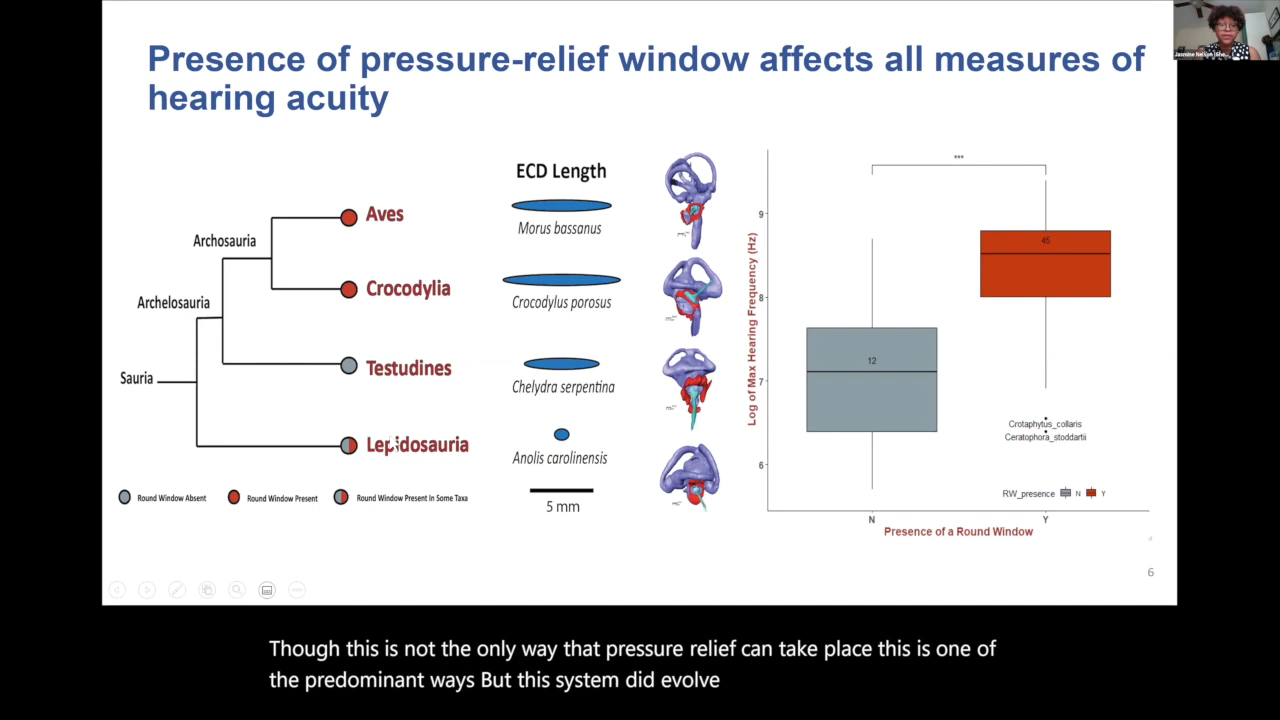 Presence of pressure-relief window affects all measures of
hearing acuity
ECD Length
Aves
Morus bassanus
Archosauria
Crocodylia
Crocodylus porosus
Archelosauria
Testudines
Chelydra serpentina
Sauria
Lepidosauria
Anolis carolinensis
Round Window Absent
Round Window Present
Round Window Present In Some Taxa
5 mm
***
Log of Max Hearing Frequency (Hz)
9
8
7
6
12
45
Crotaphytus_collaris
Ceratophora_stoddartii
RW_presence N Y
N
Y
Presence of a Round Window
6
Though this is not the only way that pressure relief can take place this is one of
the predominant ways But this system did evolve